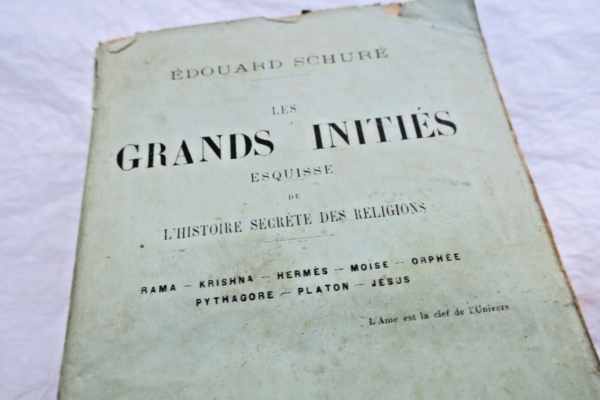 ÉDOUARD SCHURÉ
LES
GRANDS INITIÉS
ESQUISSE
DE
L'HISTOIRE SECRÈTE DES RELIGIONS
RAMA — KRISHNA — HERMÈS — MOÏSE — ORPHÉE
PYTHAGORE — PLATON — JÉSUS
L'Ame est la clef de l'Univers